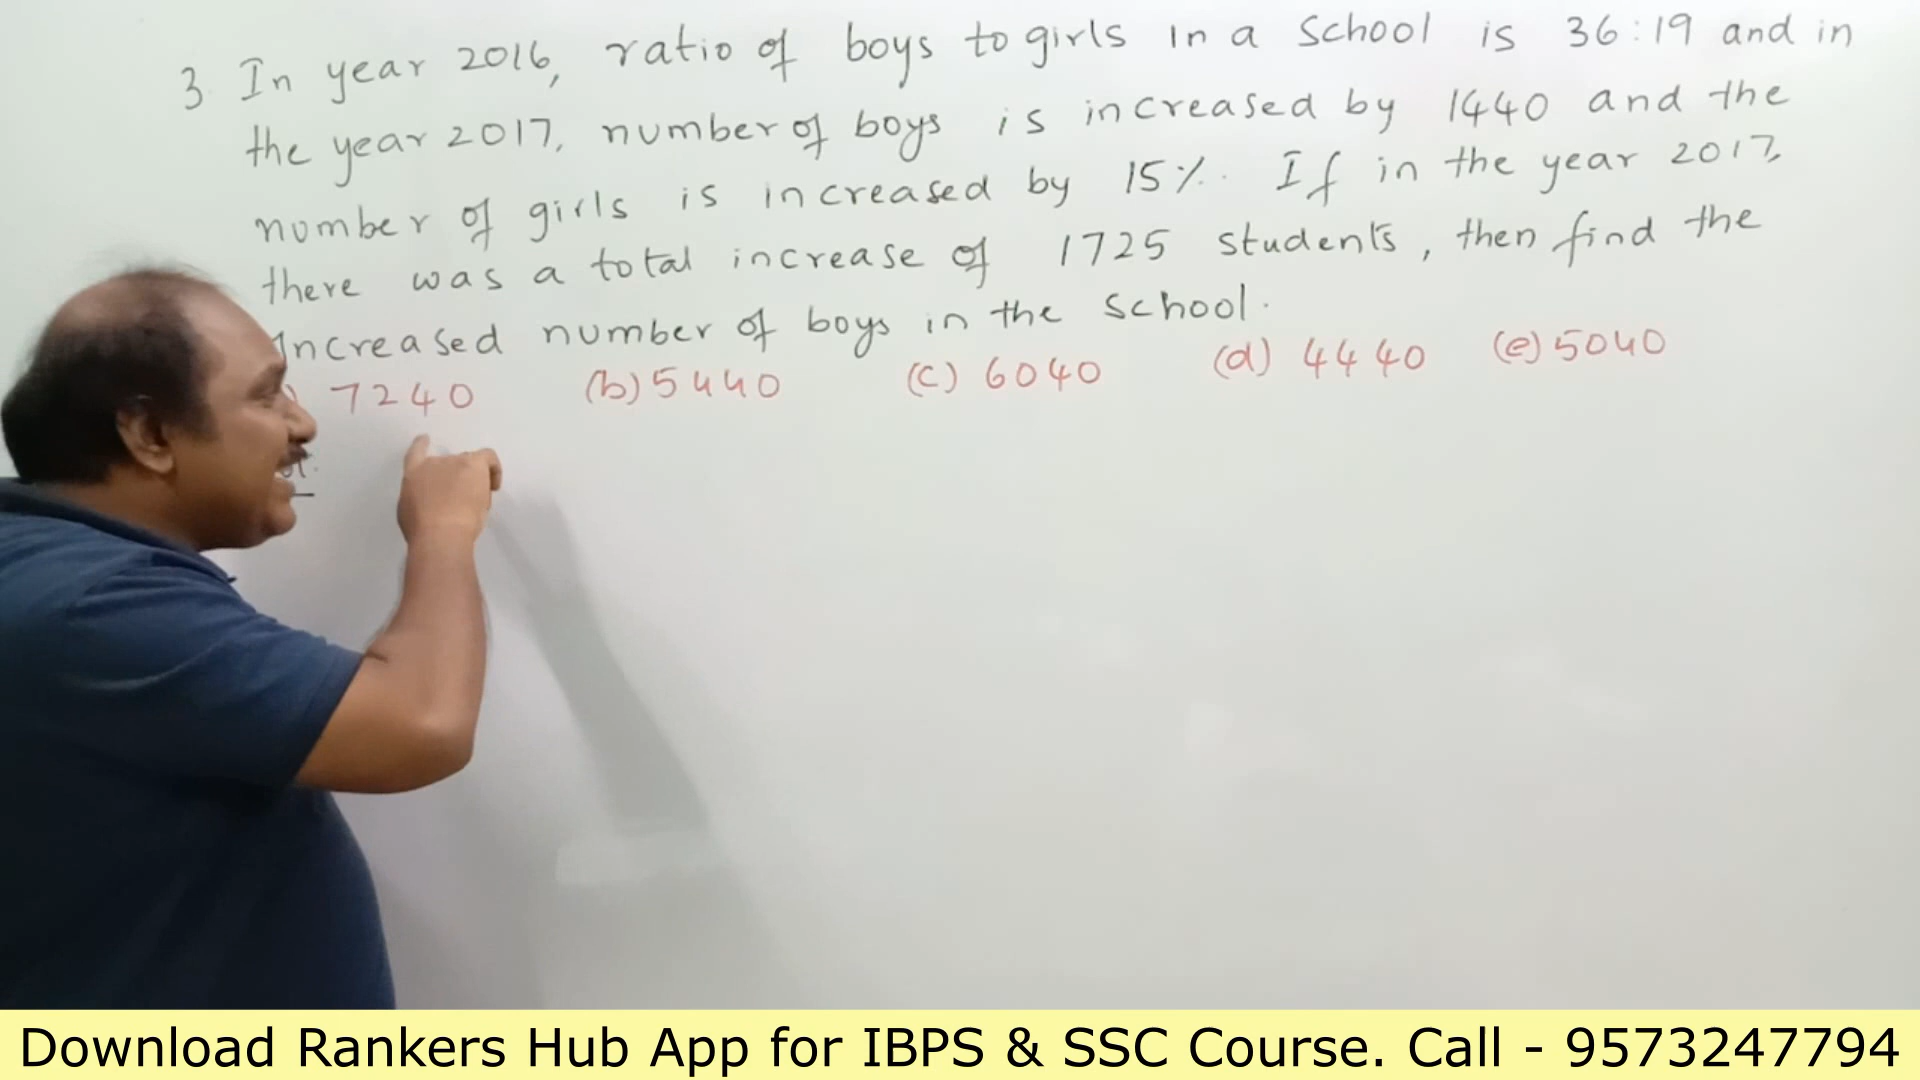 3. In year 2016, ratio of boys to girls in a school is 36:19 and in
the year 2017, number of boys is increased by 1440 and the
number of girls is increased by 15%. If in the year 2017,
there was a total increase of 1725 students, then find the
increased number of boys in the school.
7240 (b) 5440 (c) 6040 (d) 4440 (e) 5040
Download Rankers Hub App for IBPS & SSC Course. Call - 9573247794